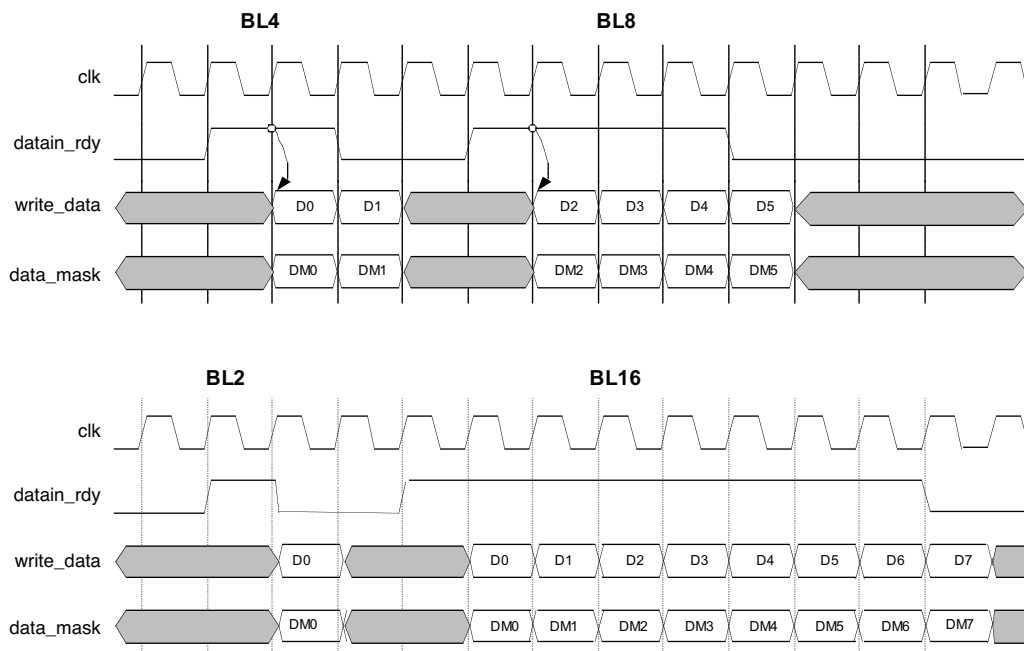 BL4 BL8
clk
datain_rdy
write_data D0 D1 D2 D3 D4 D5
data_mask DM0 DM1 DM2 DM3 DM4 DM5
BL2 BL16
clk
datain_rdy
write_data D0 D0 D1 D2 D3 D4 D5 D6 D7
data_mask DM0 DM0 DM1 DM2 DM3 DM4 DM5 DM6 DM7